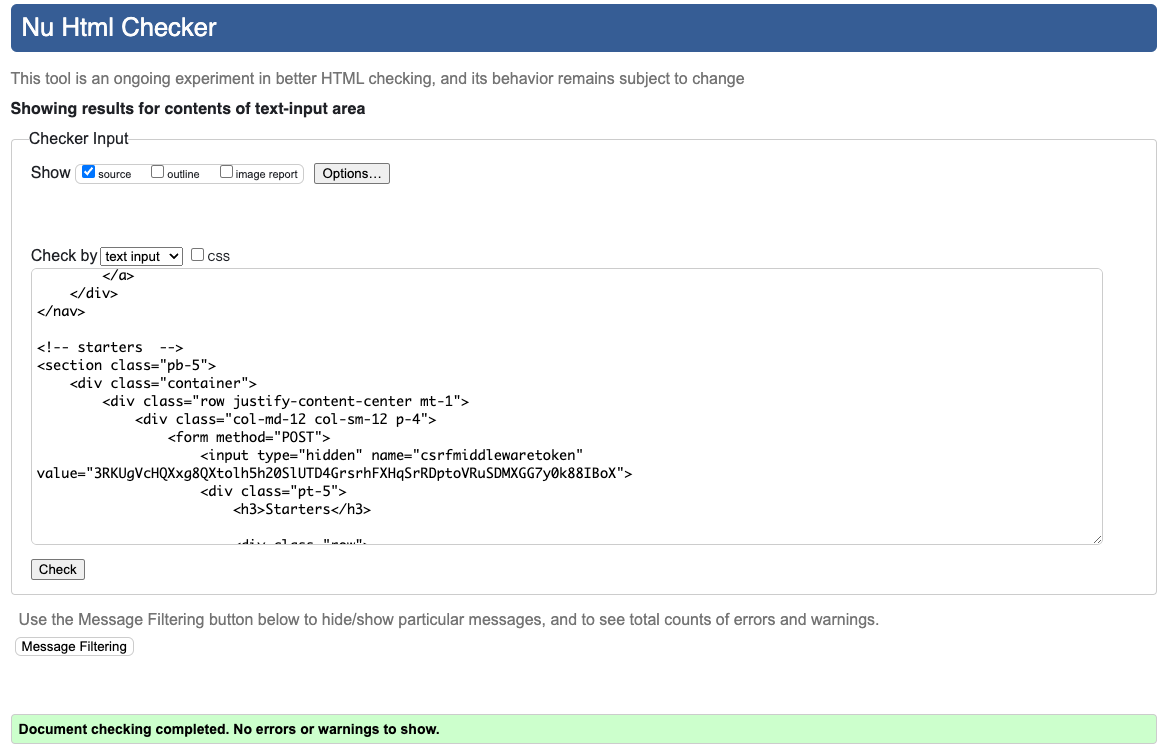 Nu Html Checker
This tool is an ongoing experiment in better HTML checking, and its behavior remains subject to change
Showing results for contents of text-input area
Checker Input
Show source outline image report Options...
Check by text input css
</a>
</div>
</nav>
<!-- starters  -->
<section class="pb-5">
<div class="container">
<div class="row justify-content-center mt-1">
<div class="col-md-12 col-sm-12 p-4">
<form method="POST">
<input type="hidden" name="csrfmiddlewaretoken"
value="3RKUgVcHQXxg8QXtolh5h20SlUTD4GrsrhFXHqSrRDptoVRuSDMXGG7y0k88IBoX">
<div class="pt-5">
<h3>Starters</h3>
<div class="row">
Check
Use the Message Filtering button below to hide/show particular messages, and to see total counts of errors and warnings.
Message Filtering
Document checking completed. No errors or warnings to show.